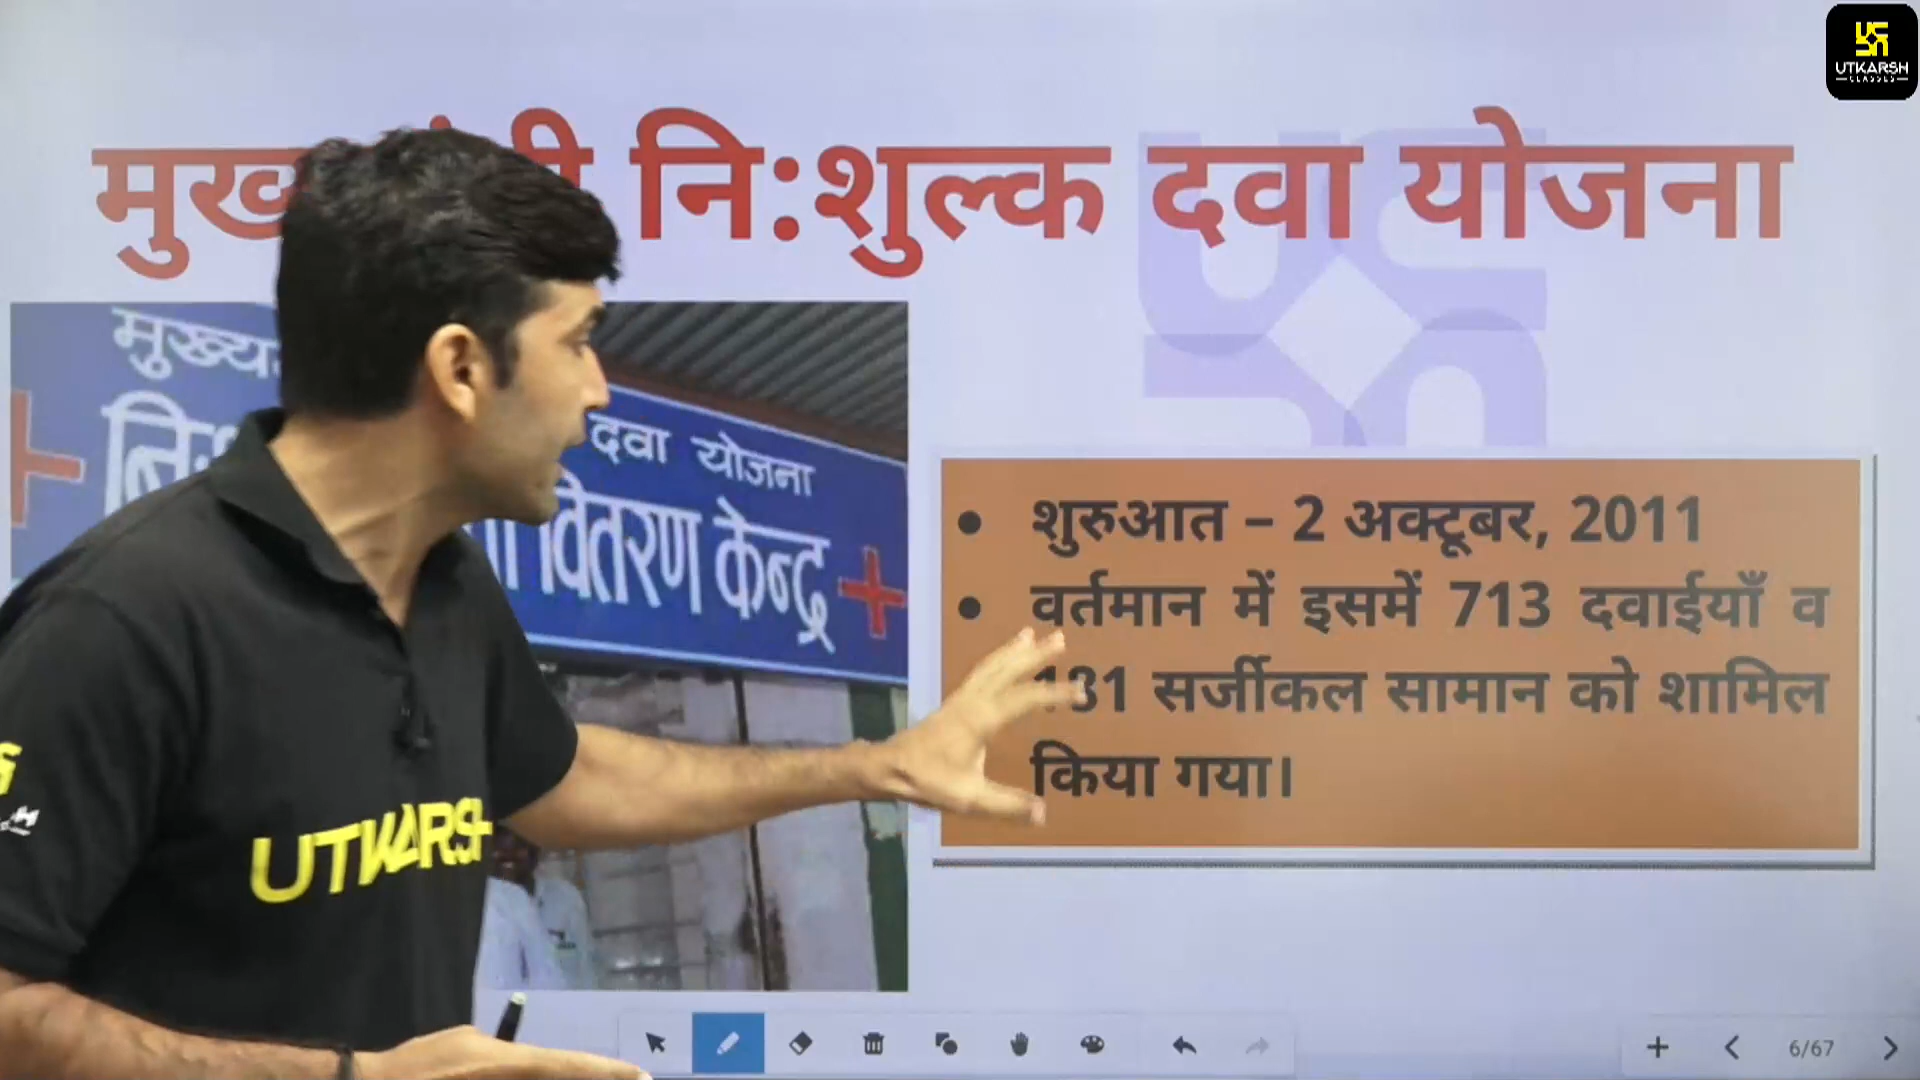 UTKARSH
CLASSES
नि:शुल्क दवा योजना
दवा योजना
वितरण केन्द्र
• शुरुआत – 2 अक्टूबर, 2011
• वर्तमान में इसमें 713 दवाईयाँ व
सर्जीकल सामान को शामिल
किया गया।
UTKARSH
6/67